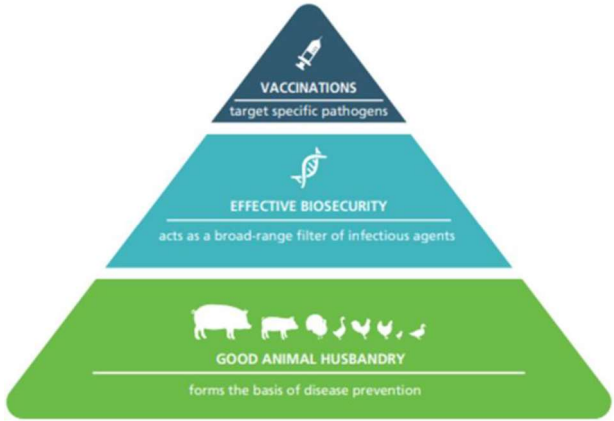 VACCINATIONS
target specific pathogens
EFFECTIVE BIOSECURITY
acts as a broad-range filter of infectious agents
GOOD ANIMAL HUSBANDRY
forms the basis of disease prevention